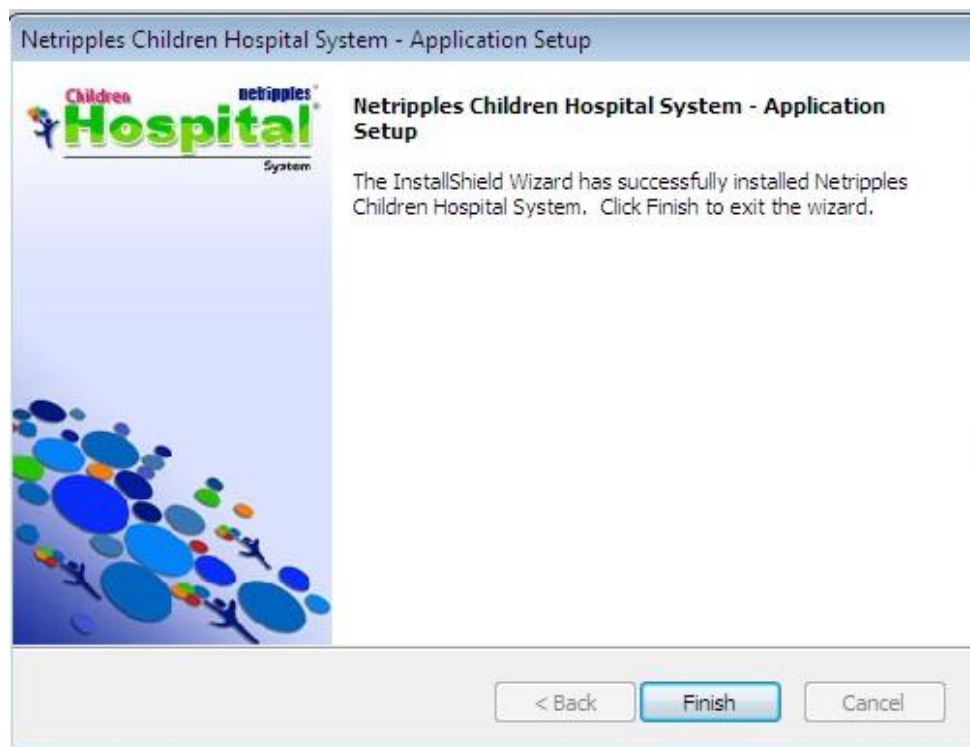 Netripples Children Hospital System - Application Setup
Children netripples
Hospital
System
Netripples Children Hospital System - Application
Setup
The InstallShield Wizard has successfully installed Netripples
Children Hospital System. Click Finish to exit the wizard.
< Back Finish Cancel